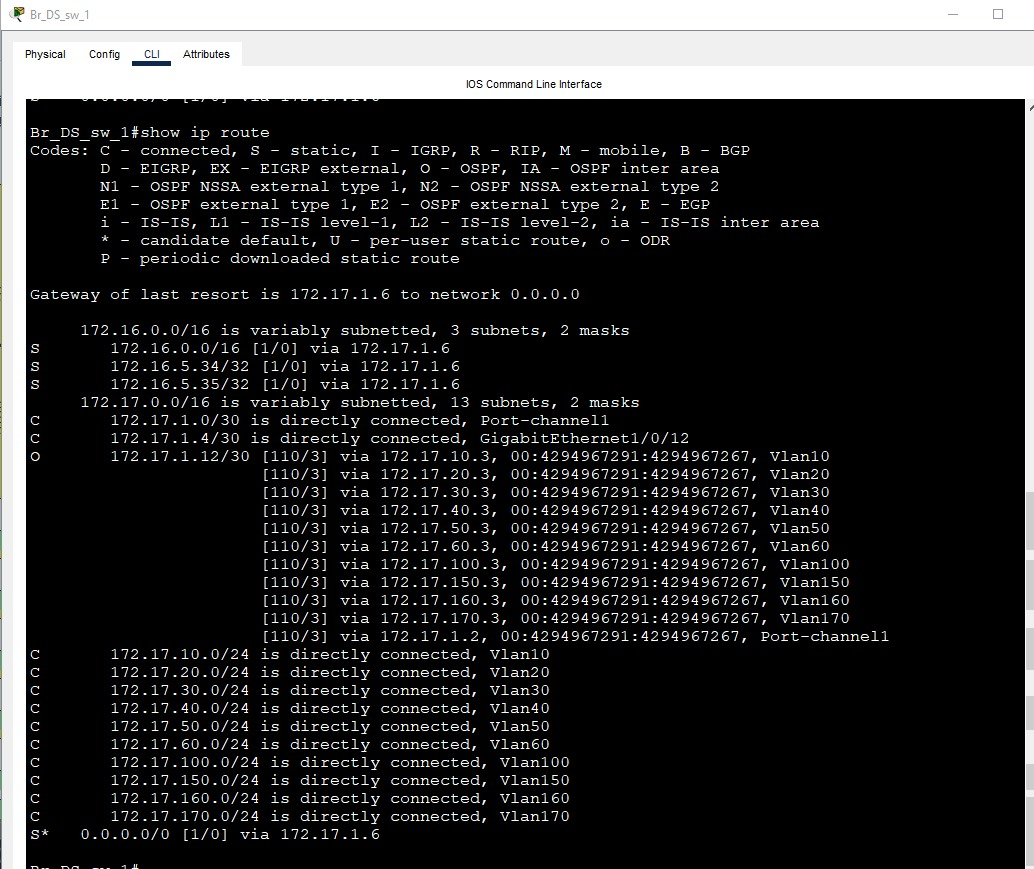 Br_DS_sw_1
Physical Config CLI Attributes
IOS Command Line Interface
S 0.0.0.0/0 [1/0] via 172.17.1.6
Br_DS_sw_1#show ip route
Codes: C - connected, S - static, I - IGRP, R - RIP, M - mobile, B - BGP
D - EIGRP, EX - EIGRP external, O - OSPF, IA - OSPF inter area
N1 - OSPF NSSA external type 1, N2 - OSPF NSSA external type 2
E1 - OSPF external type 1, E2 - OSPF external type 2, E - EGP
i - IS-IS, L1 - IS-IS level-1, L2 - IS-IS level-2, ia - IS-IS inter area
* - candidate default, U - per-user static route, o - ODR
P - periodic downloaded static route
Gateway of last resort is 172.17.1.6 to network 0.0.0.0
172.16.0.0/16 is variably subnetted, 3 subnets, 2 masks
S 172.16.0.0/16 [1/0] via 172.17.1.6
S 172.16.5.34/32 [1/0] via 172.17.1.6
S 172.16.5.35/32 [1/0] via 172.17.1.6
172.17.0.0/16 is variably subnetted, 13 subnets, 2 masks
C 172.17.1.0/30 is directly connected, Port-channel1
C 172.17.1.4/30 is directly connected, GigabitEthernet1/0/12
O 172.17.1.12/30 [110/3] via 172.17.10.3, 00:4294967291:4294967267, Vlan10
[110/3] via 172.17.20.3, 00:4294967291:4294967267, Vlan20
[110/3] via 172.17.30.3, 00:4294967291:4294967267, Vlan30
[110/3] via 172.17.40.3, 00:4294967291:4294967267, Vlan40
[110/3] via 172.17.50.3, 00:4294967291:4294967267, Vlan50
[110/3] via 172.17.60.3, 00:4294967291:4294967267, Vlan60
[110/3] via 172.17.100.3, 00:4294967291:4294967267, Vlan100
[110/3] via 172.17.150.3, 00:4294967291:4294967267, Vlan150
[110/3] via 172.17.160.3, 00:4294967291:4294967267, Vlan160
[110/3] via 172.17.170.3, 00:4294967291:4294967267, Vlan170
[110/3] via 172.17.1.2, 00:4294967291:4294967267, Port-channel1
C 172.17.10.0/24 is directly connected, Vlan10
C 172.17.20.0/24 is directly connected, Vlan20
C 172.17.30.0/24 is directly connected, Vlan30
C 172.17.40.0/24 is directly connected, Vlan40
C 172.17.50.0/24 is directly connected, Vlan50
C 172.17.60.0/24 is directly connected, Vlan60
C 172.17.100.0/24 is directly connected, Vlan100
C 172.17.150.0/24 is directly connected, Vlan150
C 172.17.160.0/24 is directly connected, Vlan160
C 172.17.170.0/24 is directly connected, Vlan170
S* 0.0.0.0/0 [1/0] via 172.17.1.6
Br_DS_sw_1#